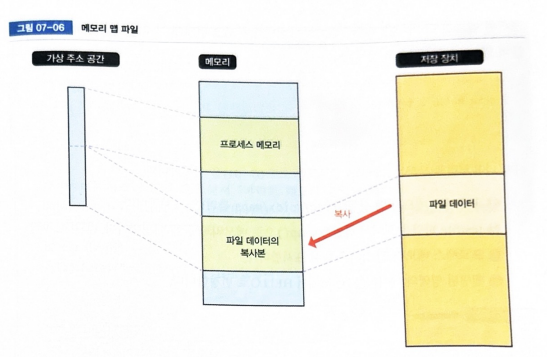 그림 07-06 메모리 맵 파일
가상 주소 공간
메모리
저장 장치
프로세스 메모리
복사
파일 데이터
파일 데이터의
복사본